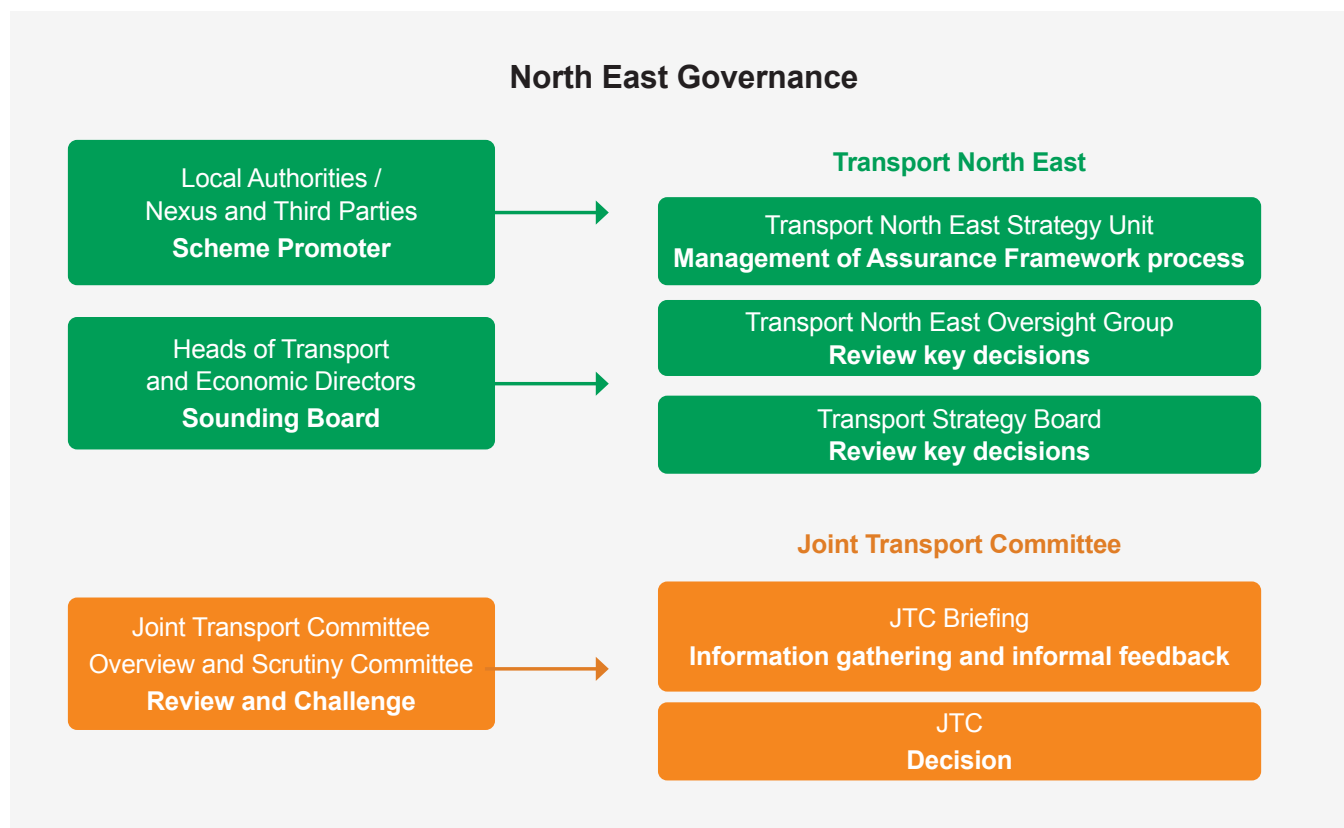 North East Governance
Local Authorities /
Nexus and Third Parties
Scheme Promoter
Heads of Transport
and Economic Directors
Sounding Board
Transport North East
Transport North East Strategy Unit
Management of Assurance Framework process
Transport North East Oversight Group
Review key decisions
Transport Strategy Board
Review key decisions
Joint Transport Committee
Overview and Scrutiny Committee
Review and Challenge
Joint Transport Committee
JTC Briefing
Information gathering and informal feedback
JTC
Decision